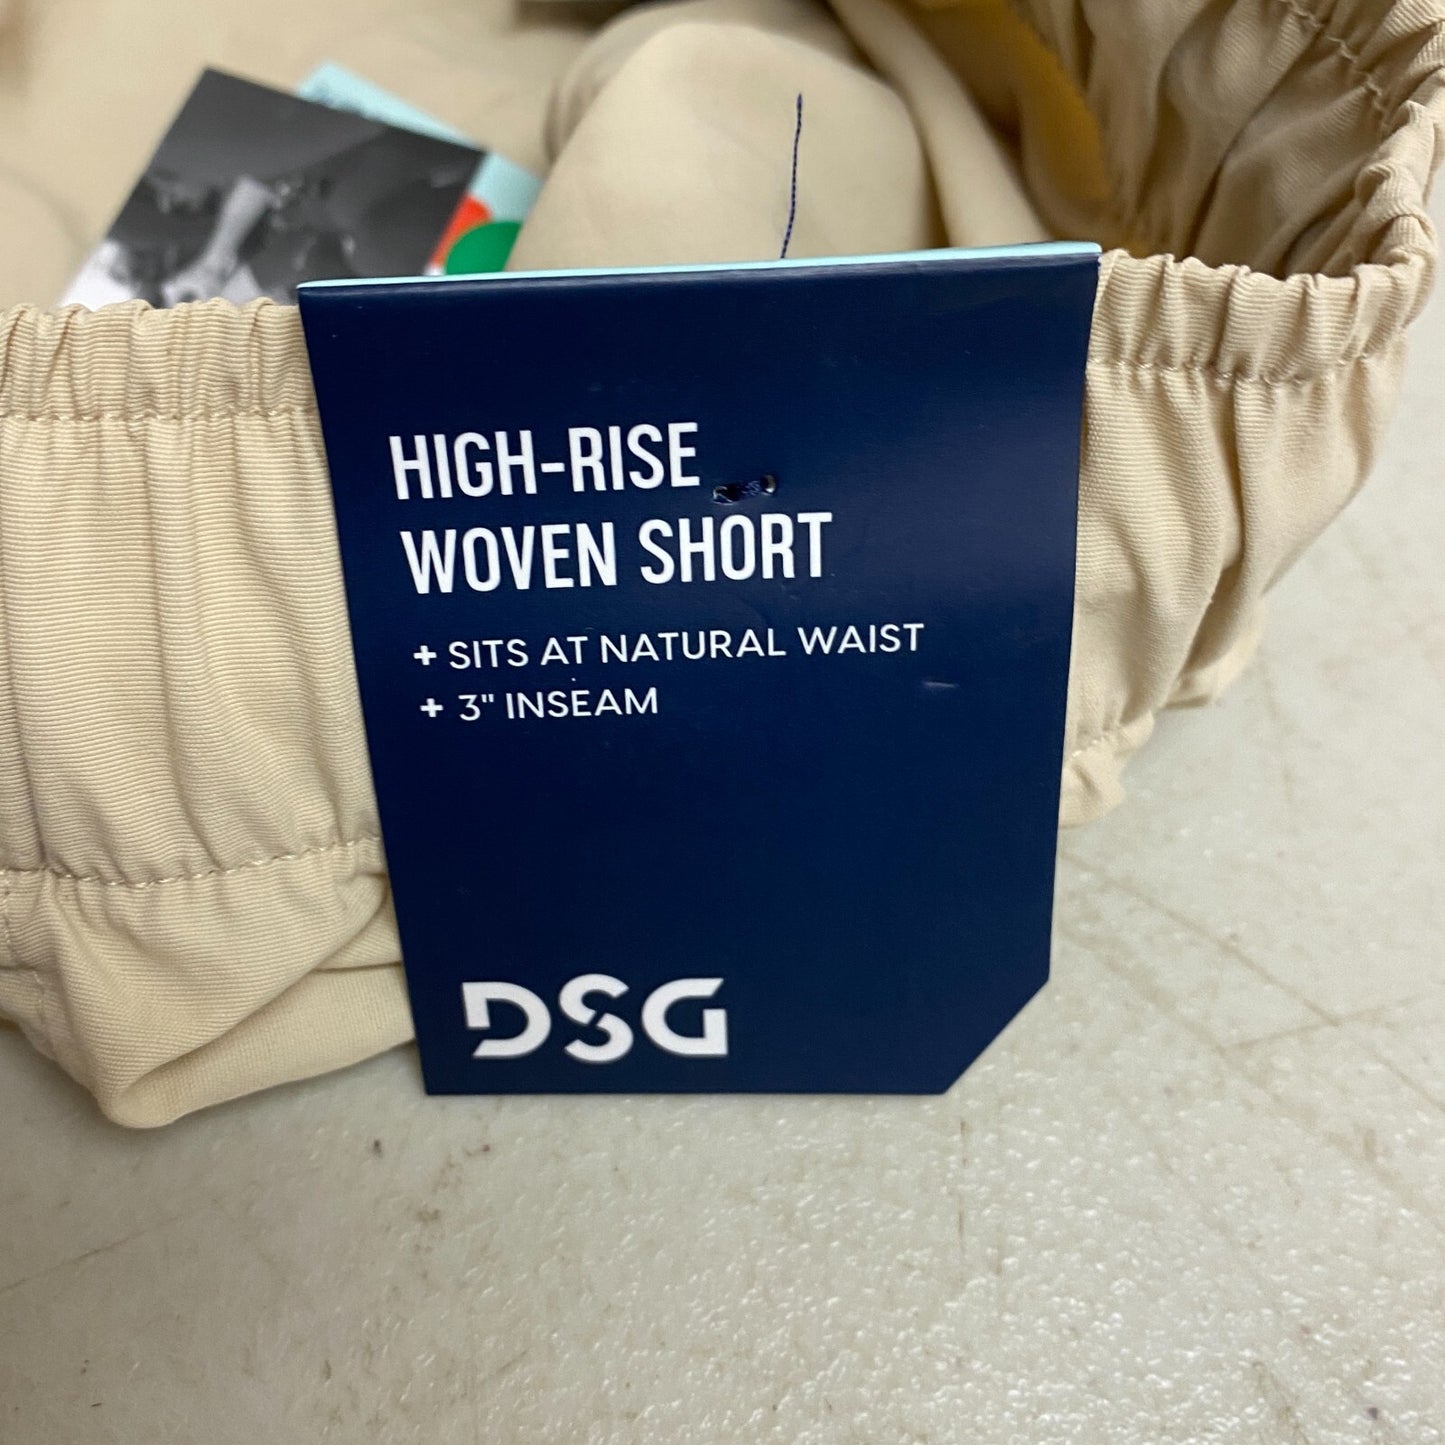 HIGH-RISE
WOVEN SHORT
+ SITS AT NATURAL WAIST
+ 3" INSEAM
DSG